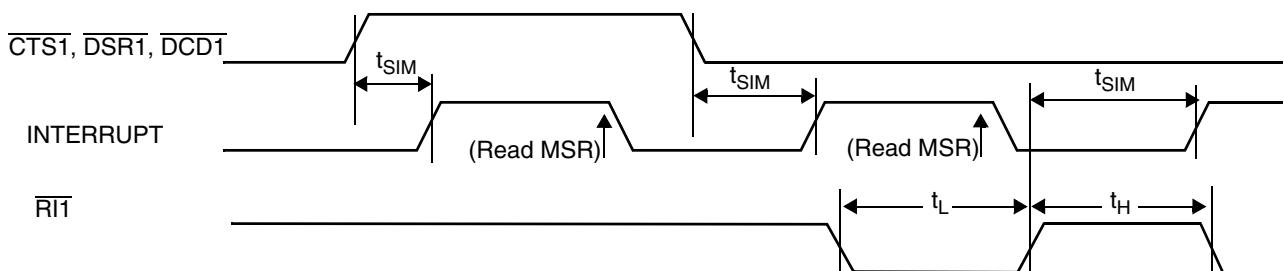 CTS1, DSR1, DCD1
tSIM
tSIM
tSIM
INTERRUPT
(Read MSR)
(Read MSR)
RI1
tL
tH